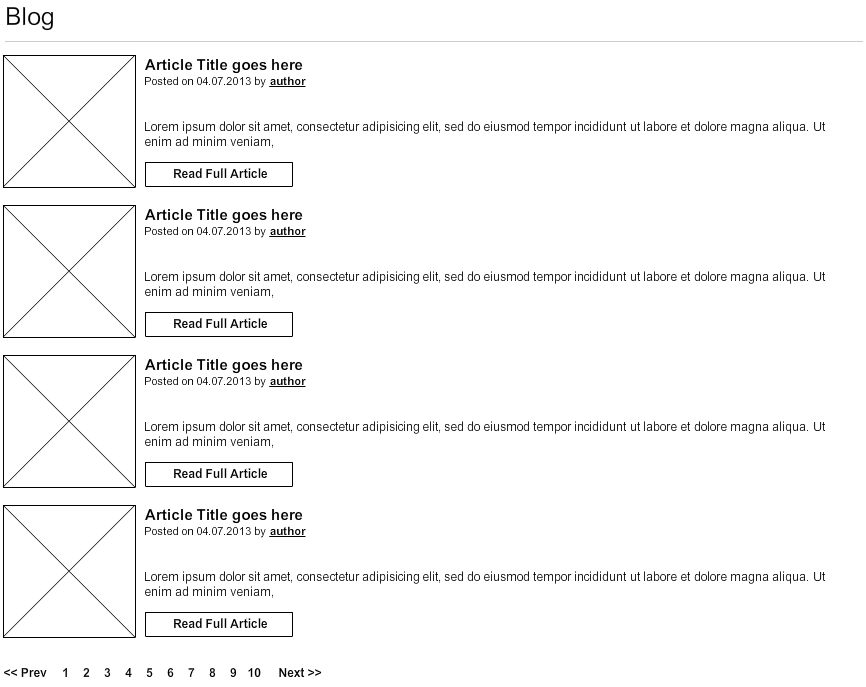 Blog
Article Title goes here
Posted on 04.07.2013 by author
Lorem ipsum dolor sit amet, consectetur adipisicing elit, sed do eiusmod tempor incididunt ut labore et dolore magna aliqua. Ut
enim ad minim veniam,
Read Full Article
Article Title goes here
Posted on 04.07.2013 by author
Lorem ipsum dolor sit amet, consectetur adipisicing elit, sed do eiusmod tempor incididunt ut labore et dolore magna aliqua. Ut
enim ad minim veniam,
Read Full Article
Article Title goes here
Posted on 04.07.2013 by author
Lorem ipsum dolor sit amet, consectetur adipisicing elit, sed do eiusmod tempor incididunt ut labore et dolore magna aliqua. Ut
enim ad minim veniam,
Read Full Article
Article Title goes here
Posted on 04.07.2013 by author
Lorem ipsum dolor sit amet, consectetur adipisicing elit, sed do eiusmod tempor incididunt ut labore et dolore magna aliqua. Ut
enim ad minim veniam,
Read Full Article
<< Prev 1 2 3 4 5 6 7 8 9 10 Next >>